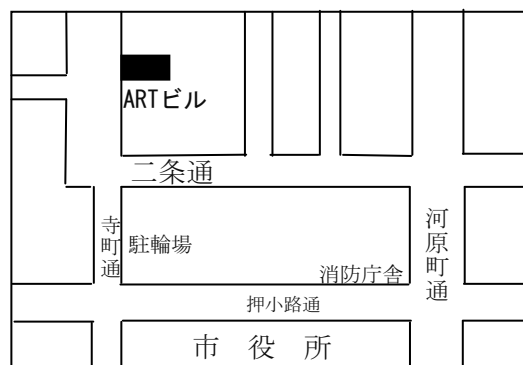 ARTビル
二条通
寺町通
駐輪場
河原町通
消防庁舎
押小路通
市役所